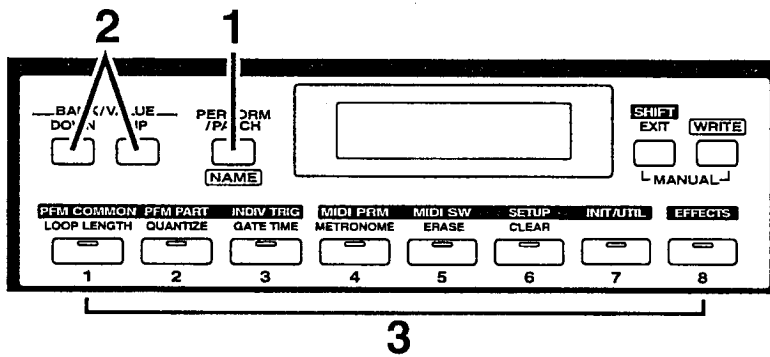 2 1
BANK/VALUE
DOWN UP
PERFORM
/PATCH
NAME
SHIFT
EXIT WRITE
MANUAL
PFM COMMON PFM PART INDIV TRIG MIDI PRM MIDI SW SETUP INIT/UTIL EFFECTS
LOOP LENGTH QUANTIZE GATE TIME METRONOME ERASE CLEAR
1 2 3 4 5 6 7 8
3